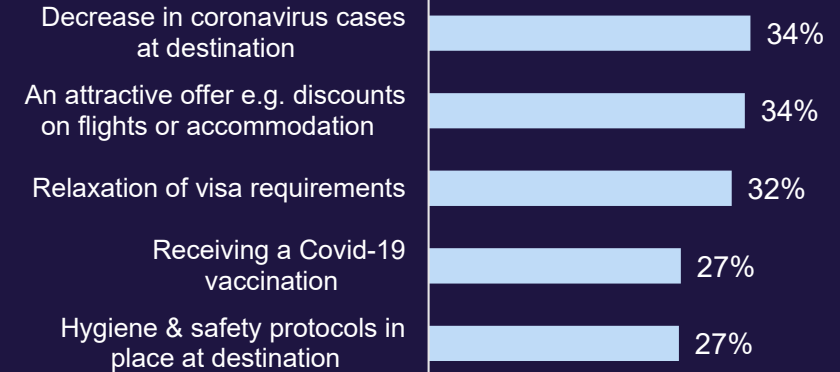 Decrease in coronavirus cases
at destination
34%
An attractive offer e.g. discounts
on flights or accommodation
34%
Relaxation of visa requirements
32%
Receiving a Covid-19
vaccination
27%
Hygiene & safety protocols in
place at destination
27%